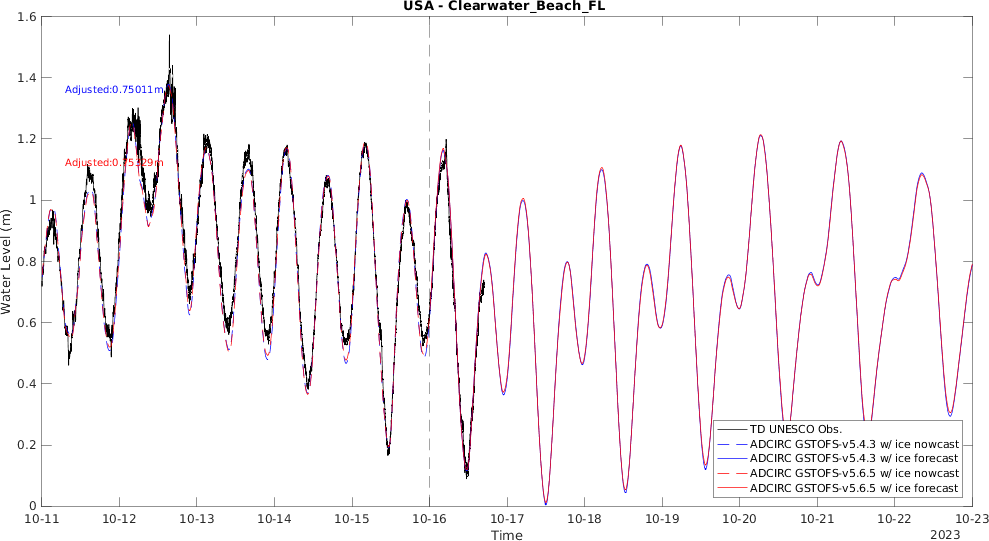 USA - Clearwater_Beach_FL
1.6
1.4
1.2
1
0.8
0.6
0.4
0.2
0
Water Level (m)
Adjusted:0.75011m
Adjusted:0.75329m
TD UNESCO Obs.
ADCIRC GSTOFS-v5.4.3 w/ ice nowcast
ADCIRC GSTOFS-v5.4.3 w/ ice forecast
ADCIRC GSTOFS-v5.6.5 w/ ice nowcast
ADCIRC GSTOFS-v5.6.5 w/ ice forecast
10-11 10-12 10-13 10-14 10-15 10-16 10-17 10-18 10-19 10-20 10-21 10-22 10-23
Time
2023